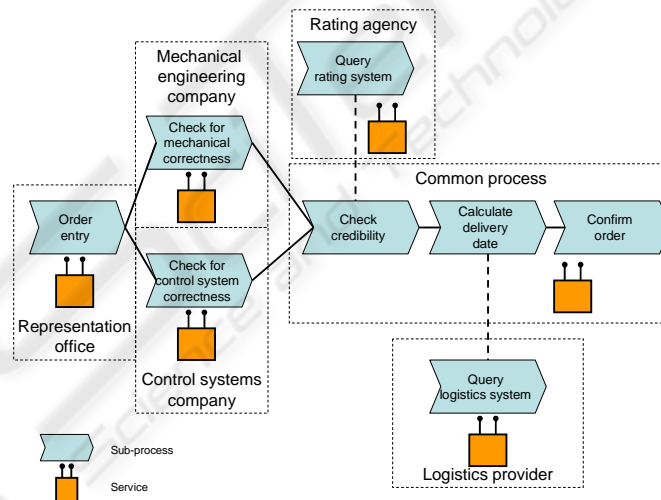 Rating agency
Query
rating system
Mechanical
engineering
company
Check for
mechanical
correctness
Common process
Order
entry
Check
credibility
Calculate
delivery
date
Confirm
order
Check for
control system
correctness
Representation
office
Control systems
company
Query
logistics system
Logistics provider
Sub-process
Service